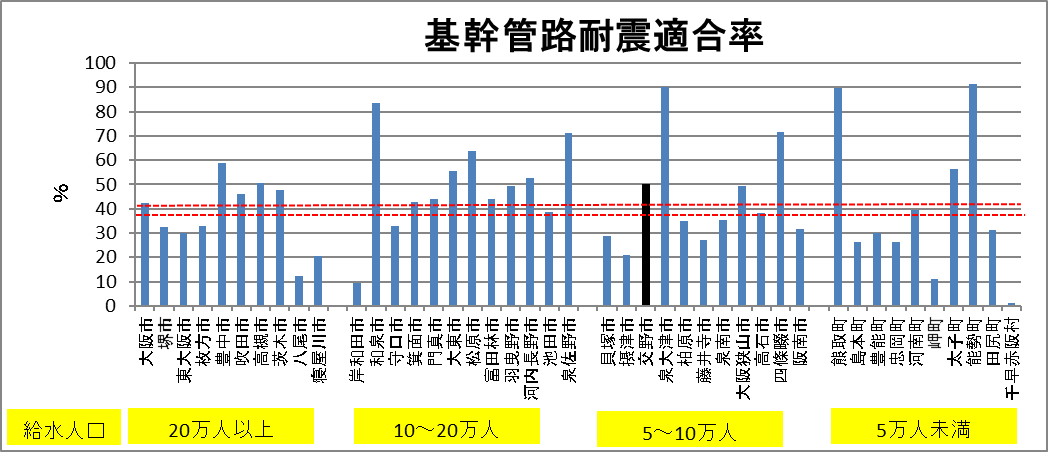 基幹管路耐震適合率
100
90
80
70
60
50
40
30
20
10
0
%
大阪市
堺市
東大阪市
枚方市
豊中市
吹田市
高槻市
茨木市
八尾市
寝屋川市
岸和田市
和泉市
守口市
箕面市
門真市
大東市
松原市
富田林市
羽曳野市
河内長野市
池田市
泉佐野市
貝塚市
摂津市
交野市
泉大津市
柏原市
藤井寺市
泉南市
大阪狭山市
高石市
四條畷市
阪南市
熊取町
島本町
豊能町
忠岡町
河南町
岬町
太子町
能勢町
田尻町
千早赤阪村
給水人口
20万人以上
10～20万人
5～10万人
5万人未満